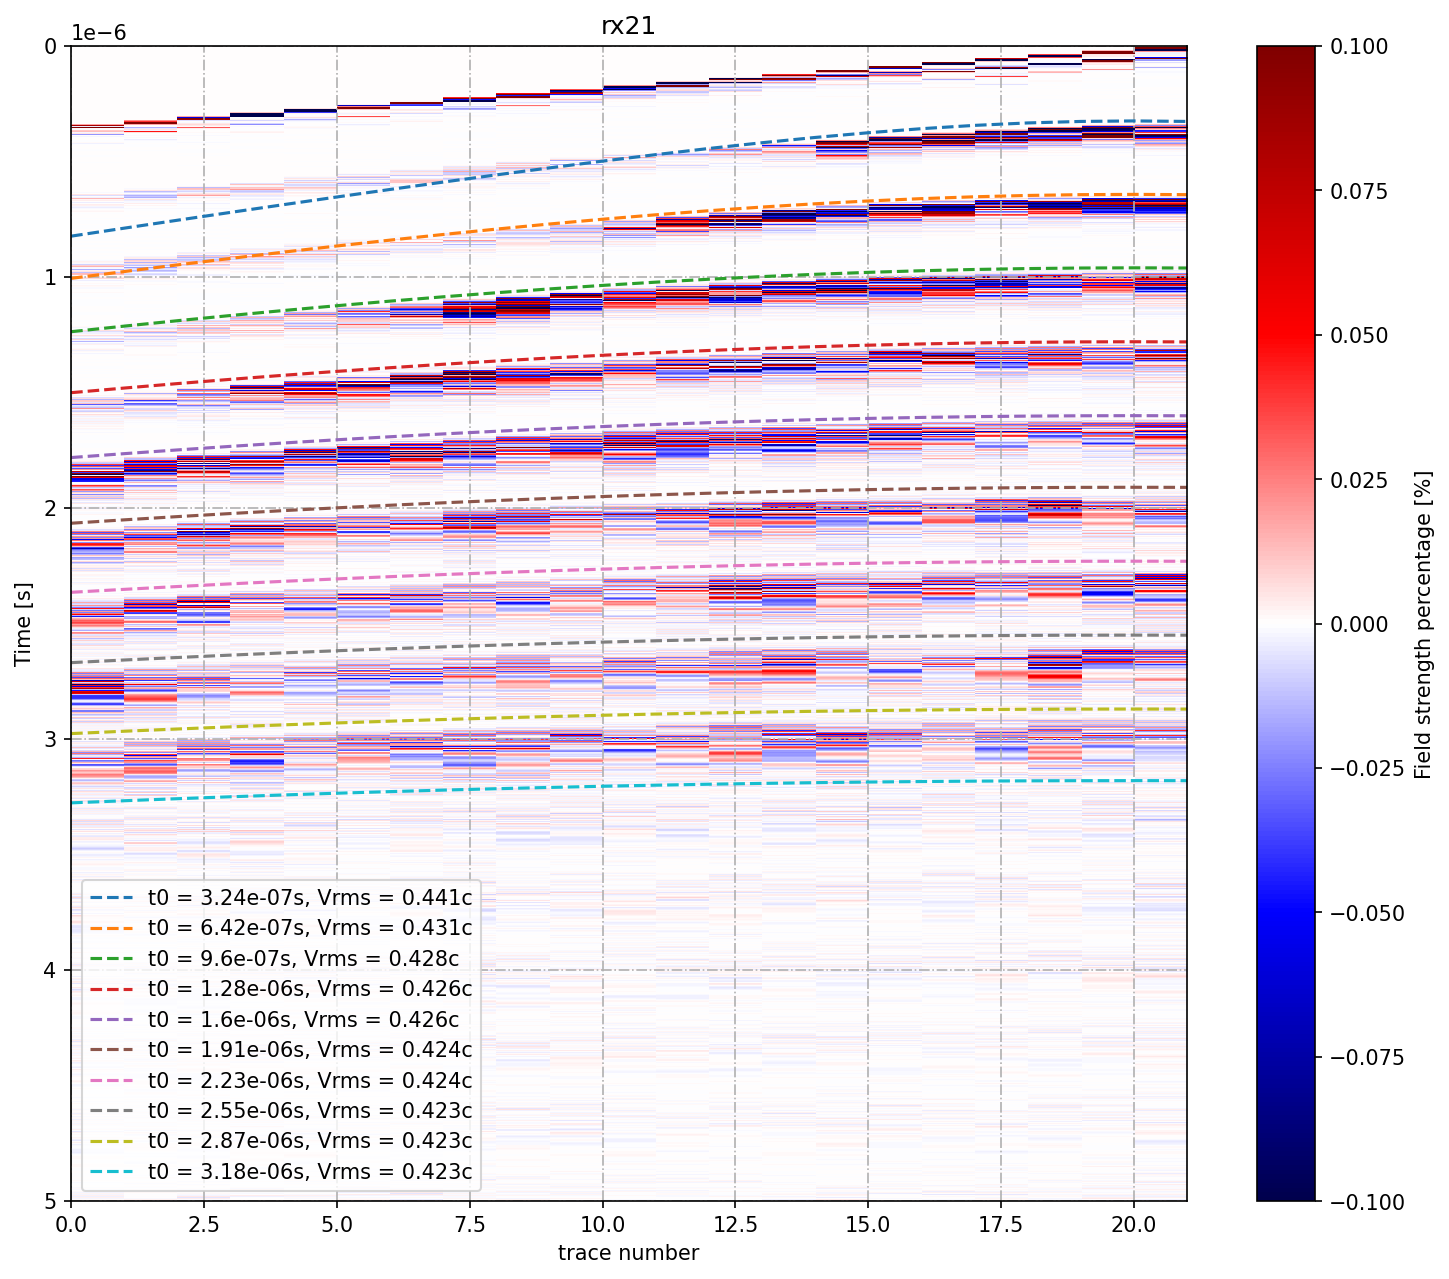 rx21
1e−6
0
1
2
3
4
5
Time [s]
0.0
2.5
5.0
7.5
10.0
12.5
15.0
17.5
20.0
trace number
t0 = 3.24e-07s, Vrms = 0.441c
t0 = 6.42e-07s, Vrms = 0.431c
t0 = 9.6e-07s, Vrms = 0.428c
t0 = 1.28e-06s, Vrms = 0.426c
t0 = 1.6e-06s, Vrms = 0.426c
t0 = 1.91e-06s, Vrms = 0.424c
t0 = 2.23e-06s, Vrms = 0.424c
t0 = 2.55e-06s, Vrms = 0.423c
t0 = 2.87e-06s, Vrms = 0.423c
t0 = 3.18e-06s, Vrms = 0.423c
0.100
0.075
0.050
0.025
0.000
−0.025
−0.050
−0.075
−0.100
Field strength percentage [%]